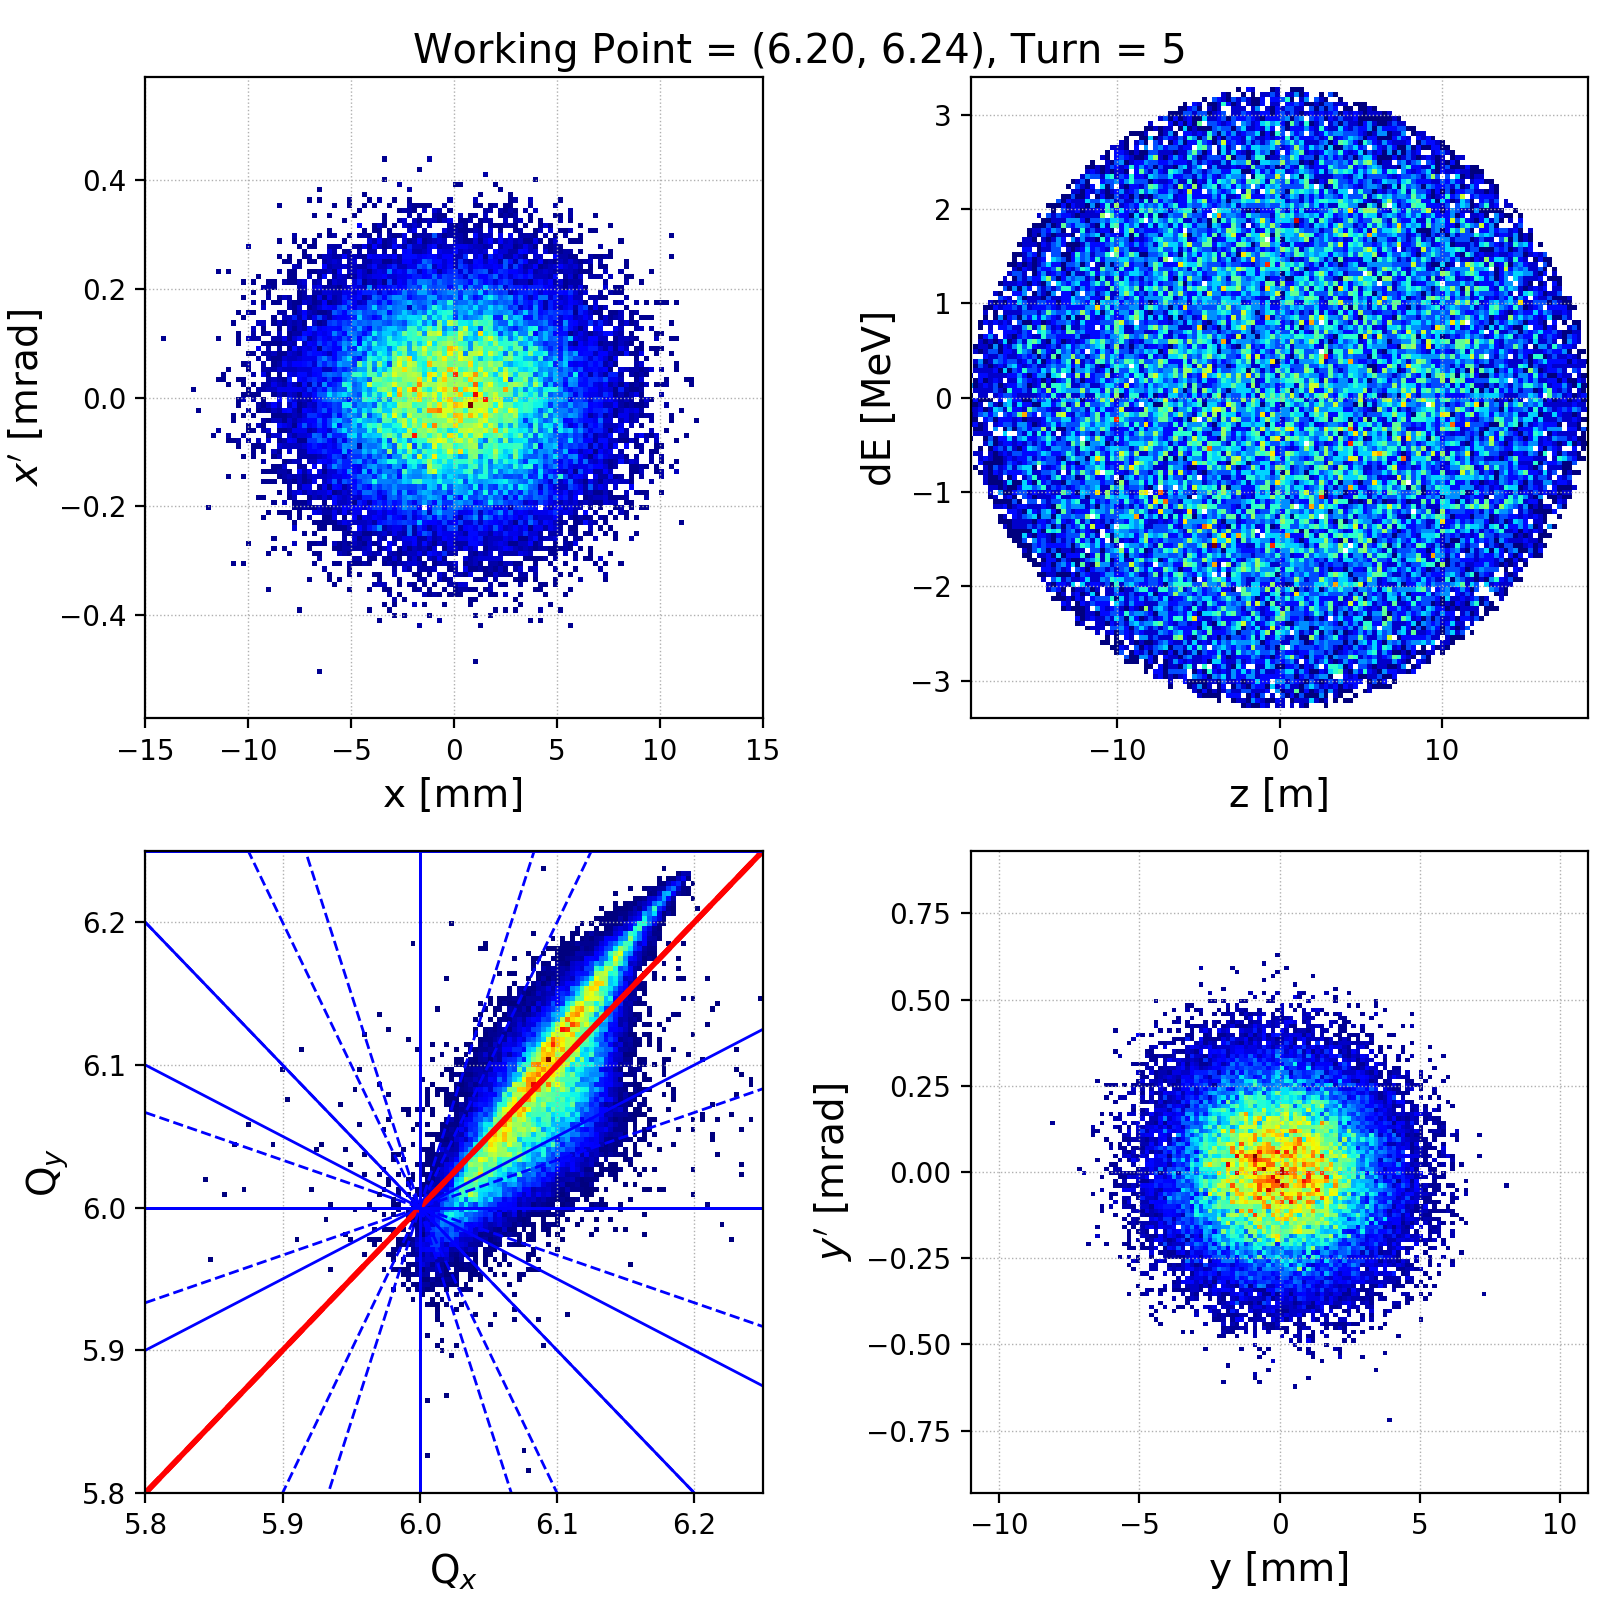 Working Point = (6.20, 6.24), Turn = 5
x′ [mrad]
0.4
0.2
0.0
−0.2
−0.4
−15 −10 −5 0 5 10 15
x [mm]
dE [MeV]
3
2
1
0
−1
−2
−3
−10 0 10
z [m]
Qy
6.2
6.1
6.0
5.9
5.8
5.8 5.9 6.0 6.1 6.2
Qx
y′ [mrad]
0.75
0.50
0.25
0.00
−0.25
−0.50
−0.75
−10 −5 0 5 10
y [mm]